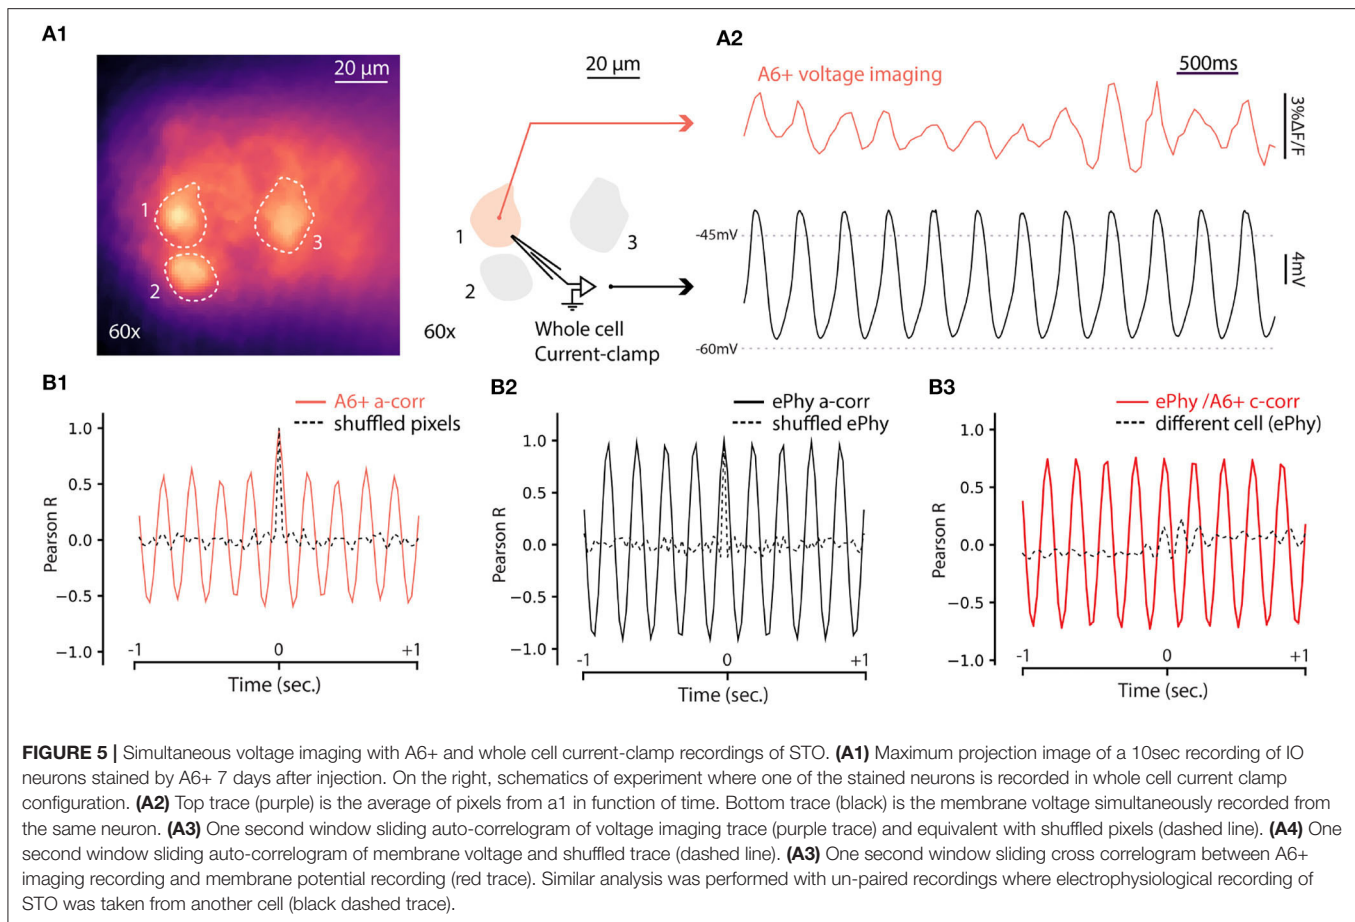 A1
20 µm
1
2
3
60x
20 µm
1
2
3
60x
Whole cell
Current-clamp
A2
500ms
A6+ voltage imaging
3%ΔF/F
-45mV
4mV
-60mV
B1
A6+ a-corr
shuffled pixels
1.0
0.5
0.0
−0.5
−1.0
Pearson R
-1
0
+1
Time (sec.)
B2
ePhy a-corr
shuffled ePhy
1.0
0.5
0.0
−0.5
−1.0
Pearson R
-1
0
+1
Time (sec.)
B3
ePhy /A6+ c-corr
different cell (ePhy)
1.0
0.5
0.0
−0.5
−1.0
Pearson R
-1
0
+1
Time (sec.)
FIGURE 5 | Simultaneous voltage imaging with A6+ and whole cell current-clamp recordings of STO. (A1) Maximum projection image of a 10sec recording of IO
neurons stained by A6+ 7 days after injection. On the right, schematics of experiment where one of the stained neurons is recorded in whole cell current clamp
configuration. (A2) Top trace (purple) is the average of pixels from a1 in function of time. Bottom trace (black) is the membrane voltage simultaneously recorded from
the same neuron. (A3) One second window sliding auto-correlogram of voltage imaging trace (purple trace) and equivalent with shuffled pixels (dashed line). (A4) One
second window sliding auto-correlogram of membrane voltage and shuffled trace (dashed line). (A3) One second window sliding cross correlogram between A6+
imaging recording and membrane potential recording (red trace). Similar analysis was performed with un-paired recordings where electrophysiological recording of
STO was taken from another cell (black dashed trace).